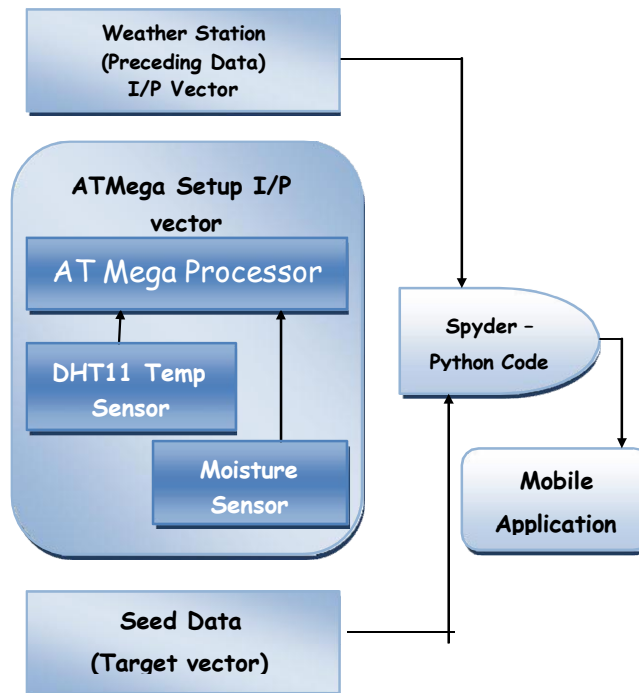 Weather Station
(Preceding Data)
I/P Vector
ATMega Setup I/P
vector
AT Mega Processor
DHT11 Temp
Sensor
Moisture
Sensor
Spyder –
Python Code
Mobile
Application
Seed Data
(Target vector)